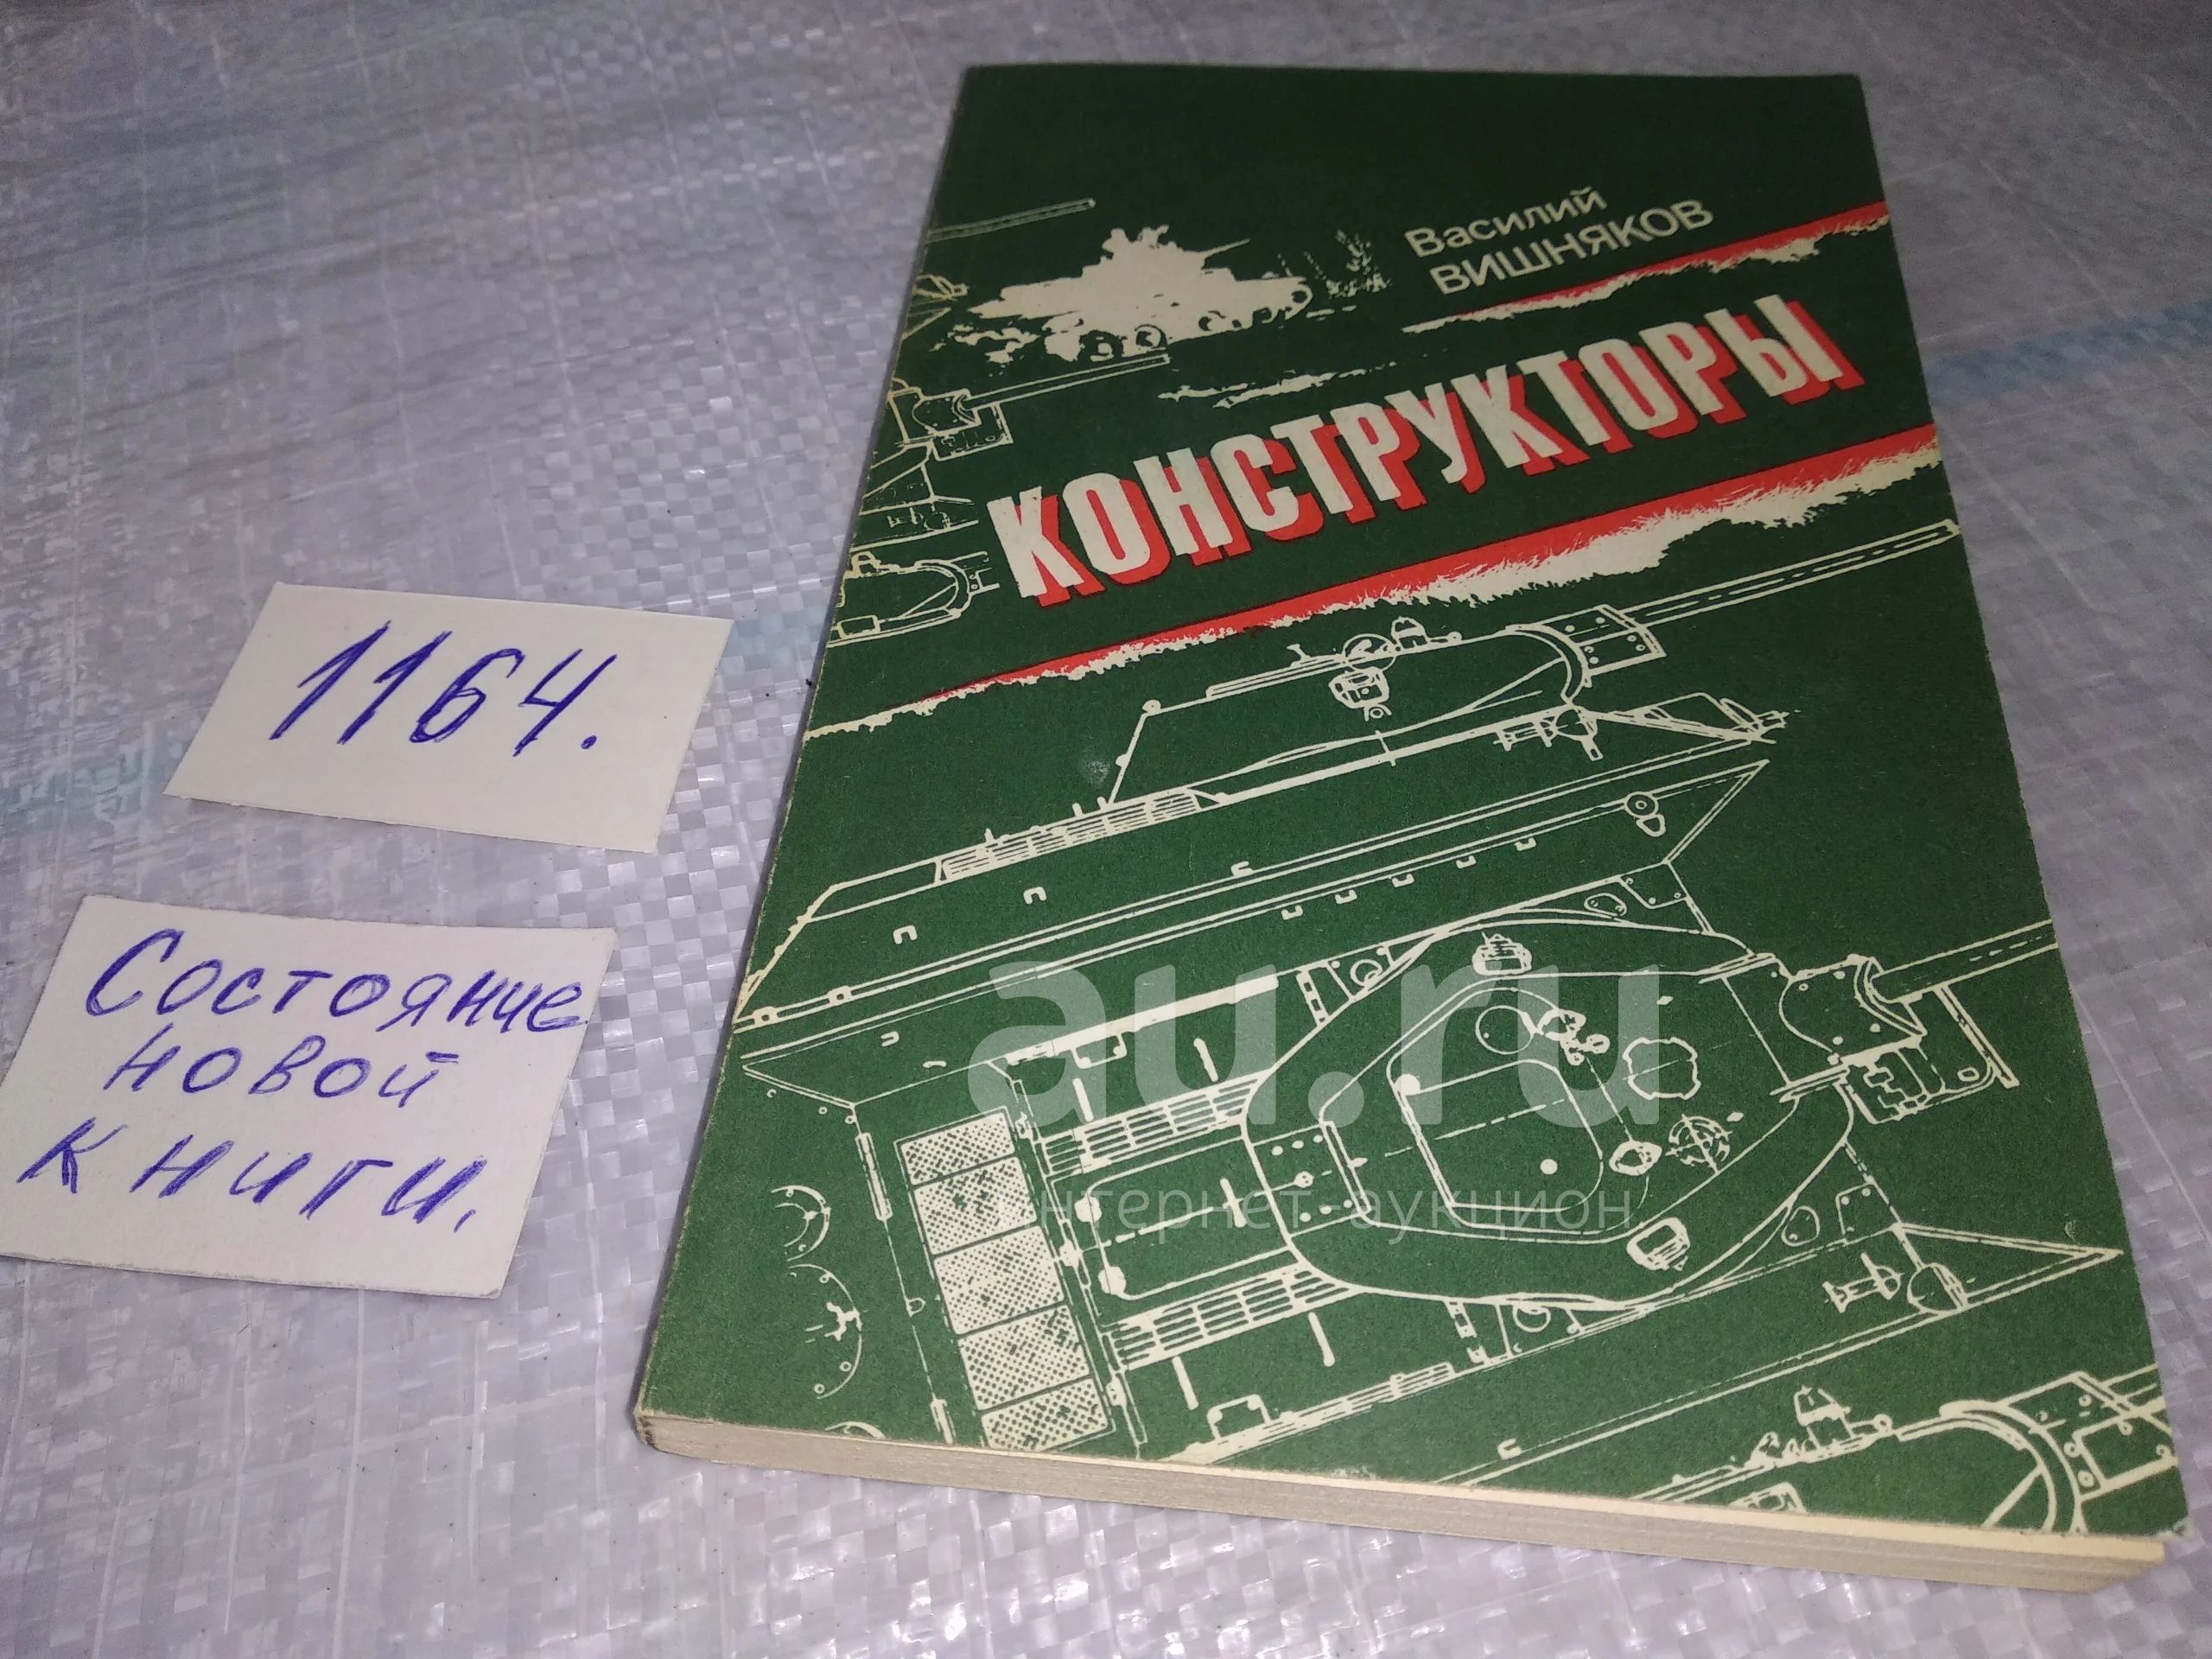 Василий
ВИШНЯКОВ
КОНСТРУКТОРЫ
1164.
Состояние
новой
книги.
au.ru
интернет-аукцион